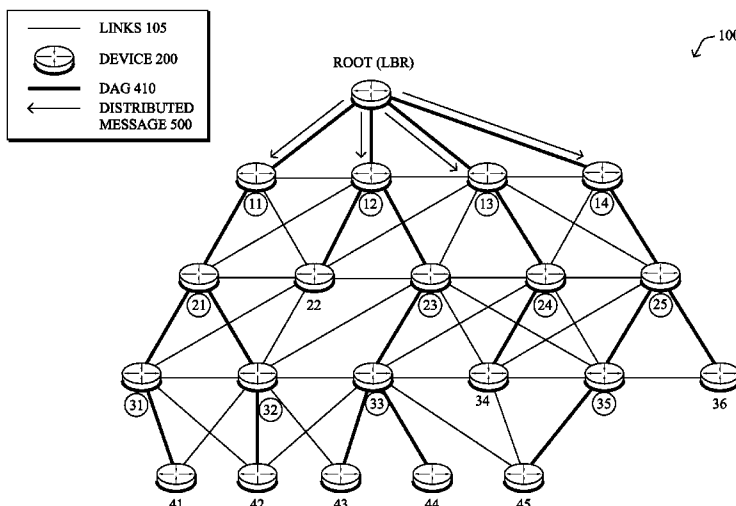 LINKS 105
DEVICE 200
DAG 410
DISTRIBUTED
MESSAGE 500
100
ROOT (LBR)
11 12 13 14
21 22 23 24 25
31 32 33 34 35 36
41 42 43 44 45